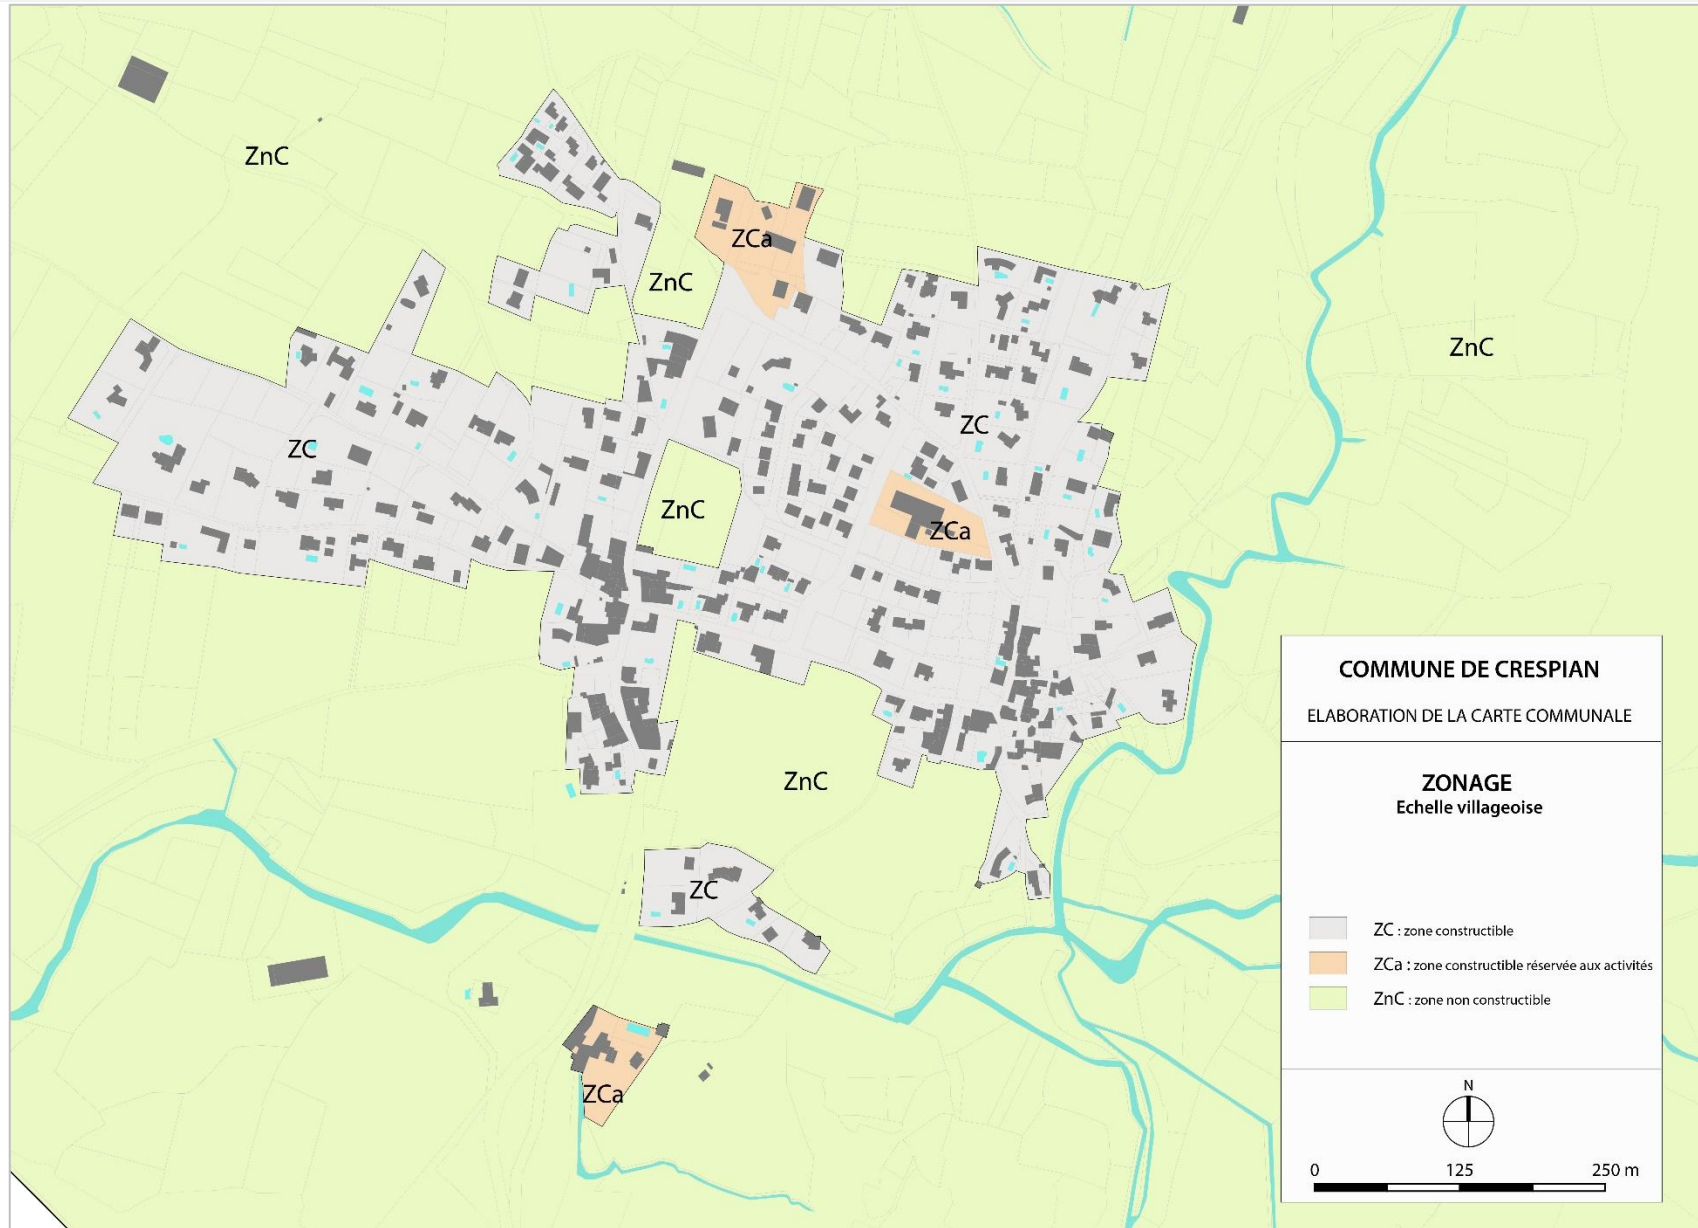 ZnC
ZCa
ZnC
ZnC
ZC
ZC
ZnC
ZCa
ZnC
ZC
ZCa
COMMUNE DE CRESPIAN
ELABORATION DE LA CARTE COMMUNALE
ZONAGE
Echelle villageoise
ZC : zone constructible
ZCa : zone constructible réservée aux activités
ZnC : zone non constructible
N
0 125 250 m